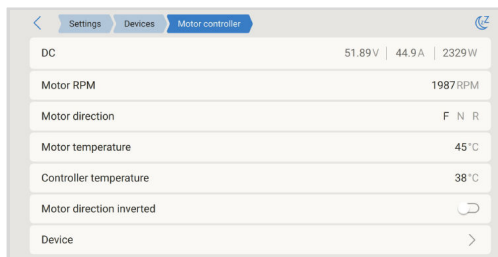 Settings Devices Motor controller
DC 51.89V | 44.9A | 2329W
Motor RPM 1987RPM
Motor direction F N R
Motor temperature 45°C
Controller temperature 38°C
Motor direction inverted
Device